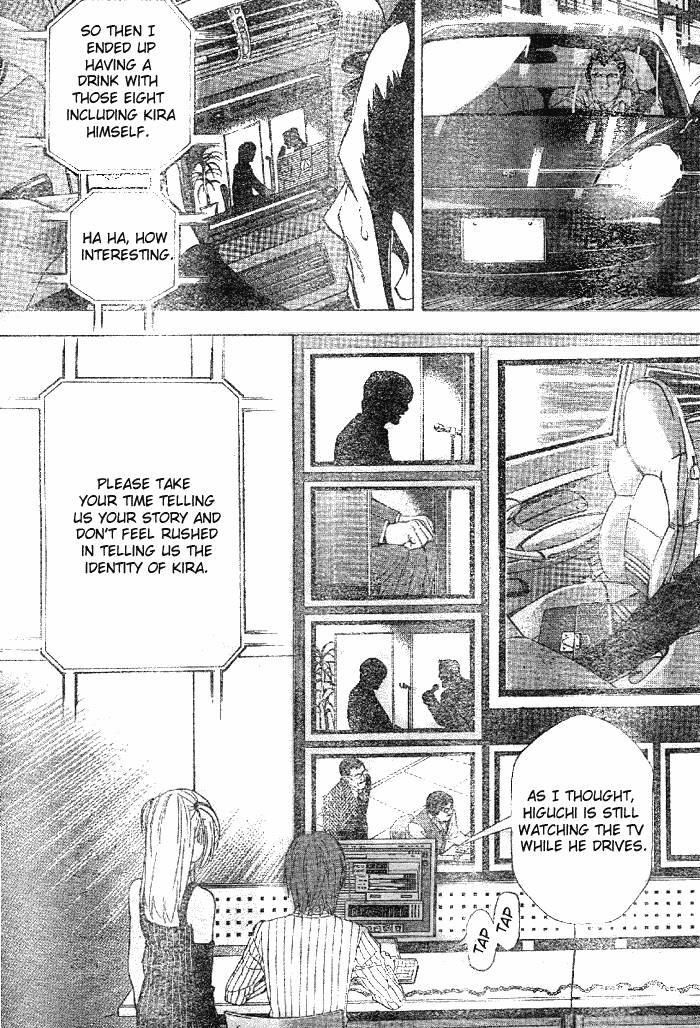 SO THEN I
ENDED UP
HAVING A
DRINK WITH
THOSE EIGHT
INCLUDING KIRA
HIMSELF.
HA HA, HOW
INTERESTING.
PLEASE TAKE
YOUR TIME TELLING
US YOUR STORY AND
DON'T FEEL RUSHED
IN TELLING US THE
IDENTITY OF KIRA.
AS I THOUGHT,
HIGUCHI IS STILL
WATCHING THE TV
WHILE HE DRIVES.
TAP
TAP